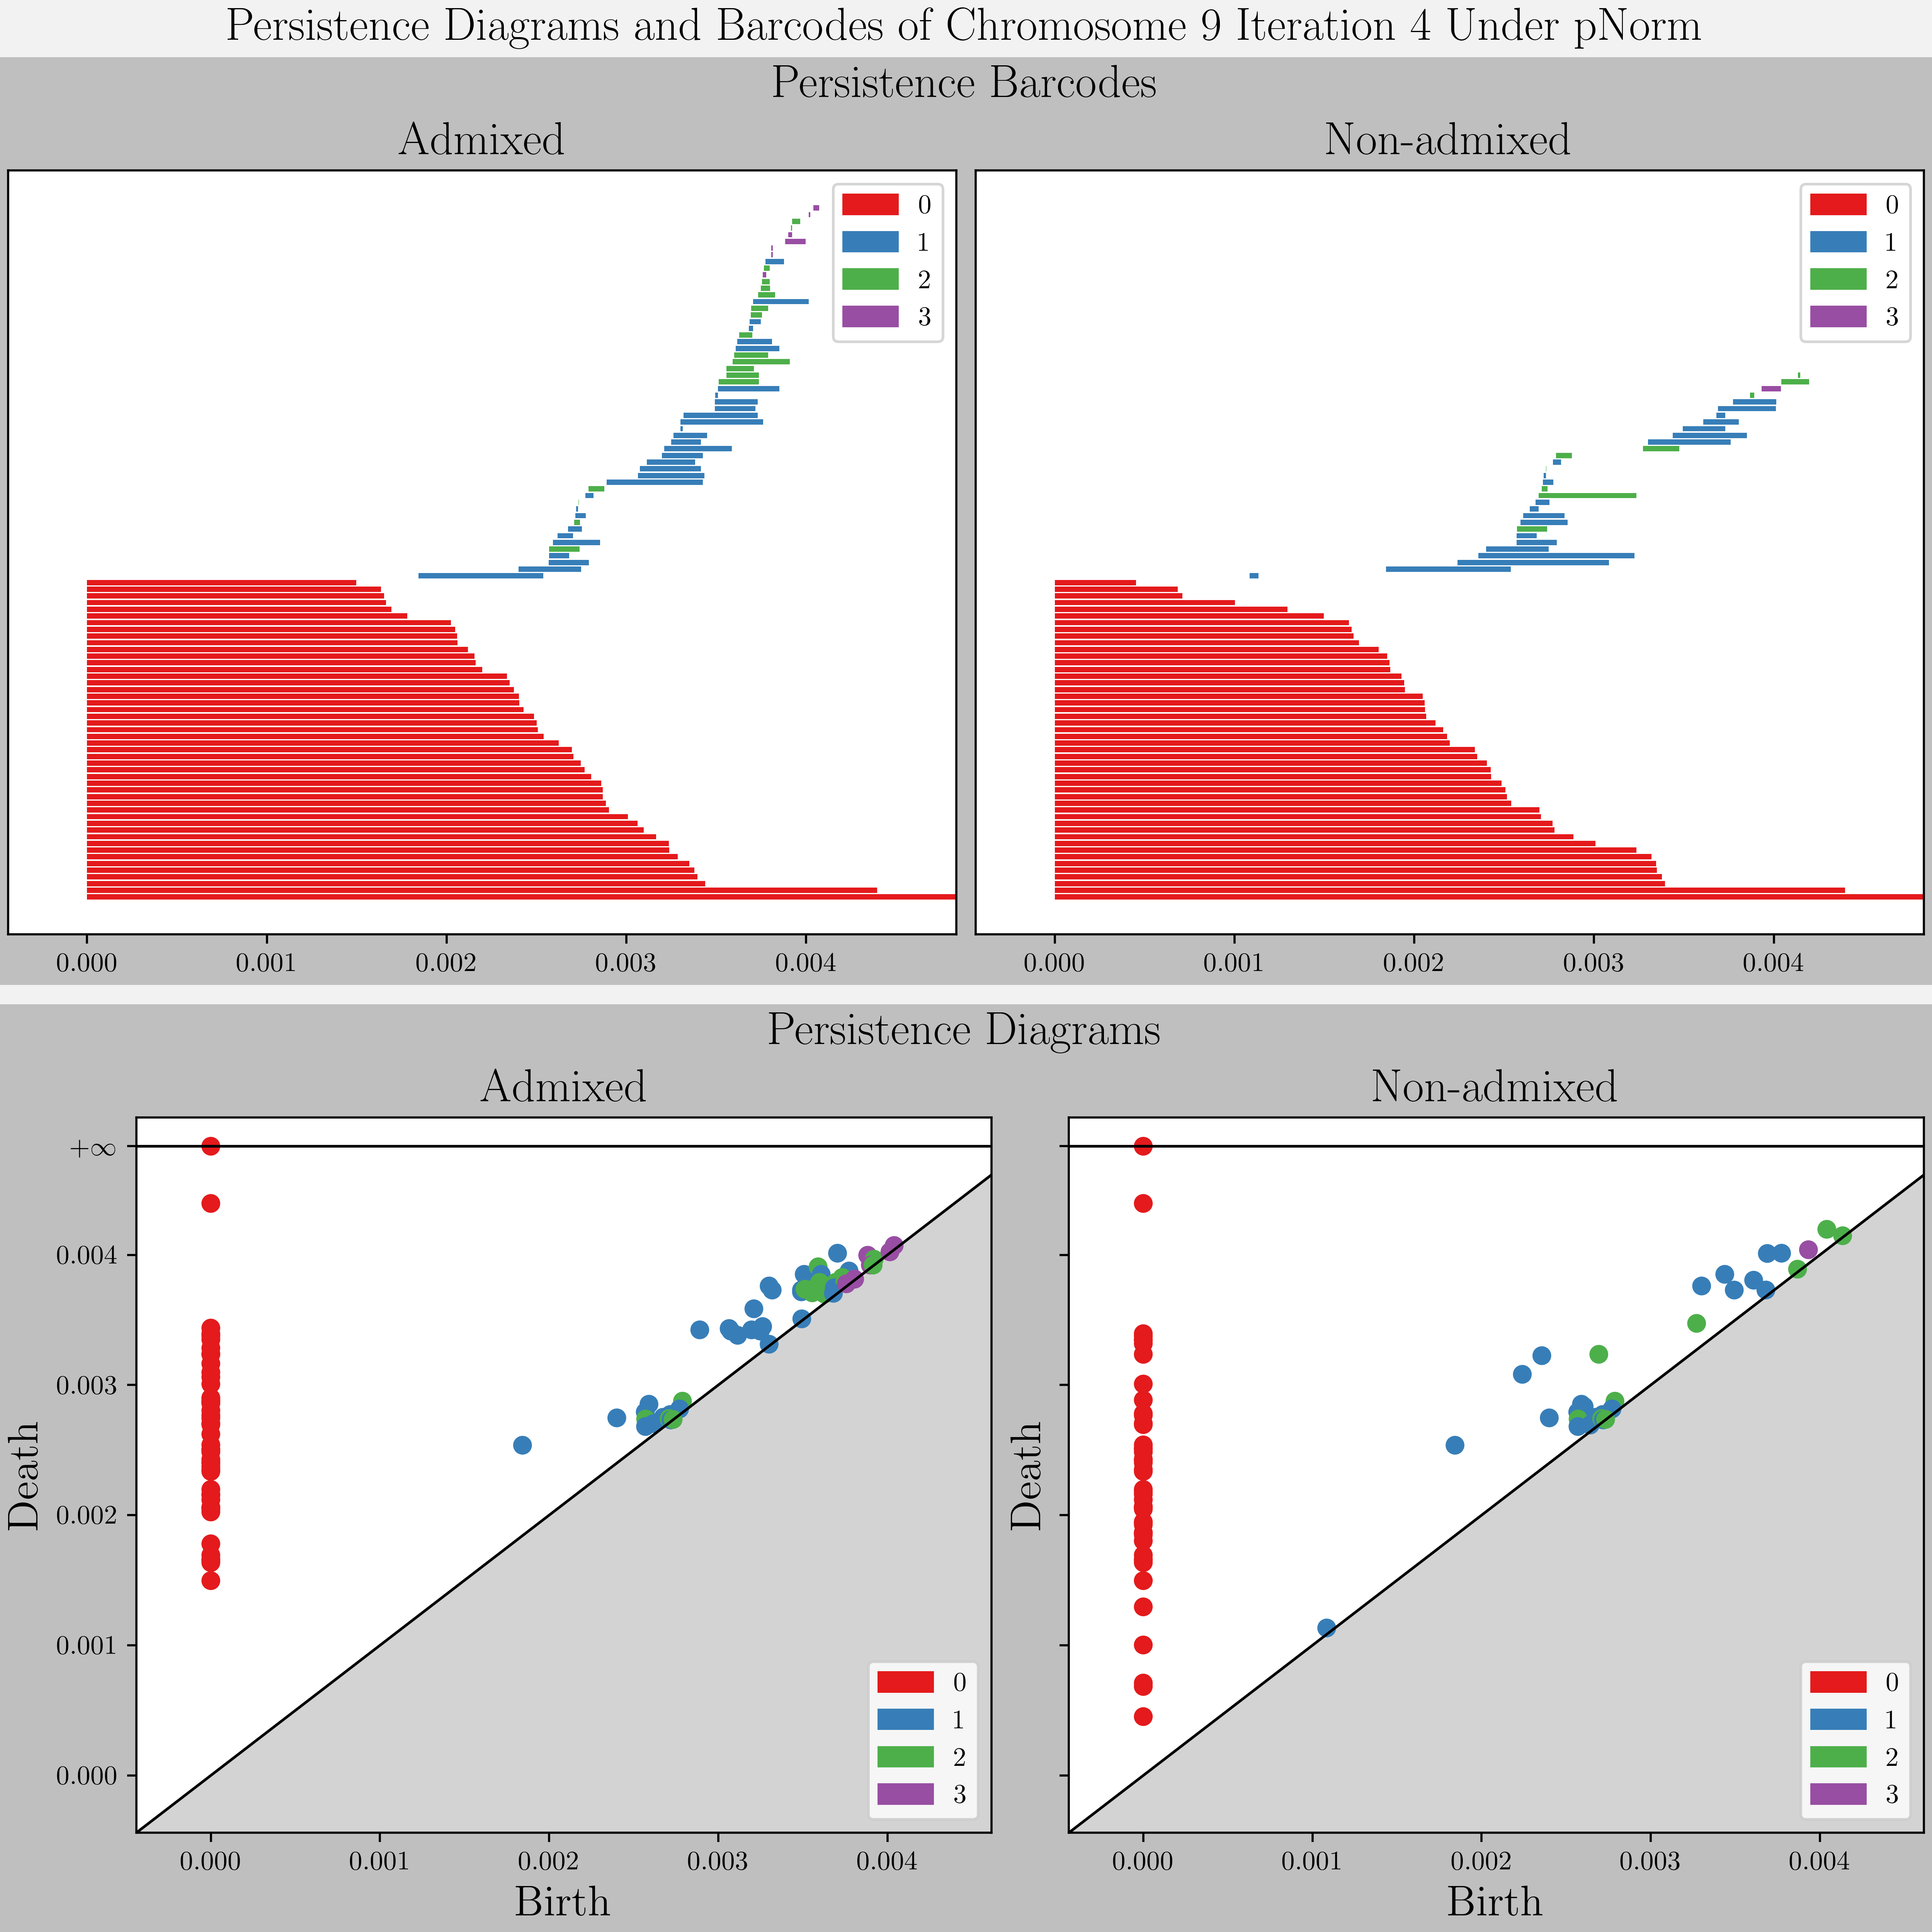 Persistence Diagrams and Barcodes of Chromosome 9 Iteration 4 Under pNorm
Persistence Barcodes
Admixed
Non-admixed
0
1
2
3
0
1
2
3
0.000 0.001 0.002 0.003 0.004
0.000 0.001 0.002 0.003 0.004
Persistence Diagrams
Admixed
Non-admixed
+∞
0.004
0.003
0.002
0.001
0.000
Death
Death
0
1
2
3
0
1
2
3
0.000 0.001 0.002 0.003 0.004
0.000 0.001 0.002 0.003 0.004
Birth
Birth